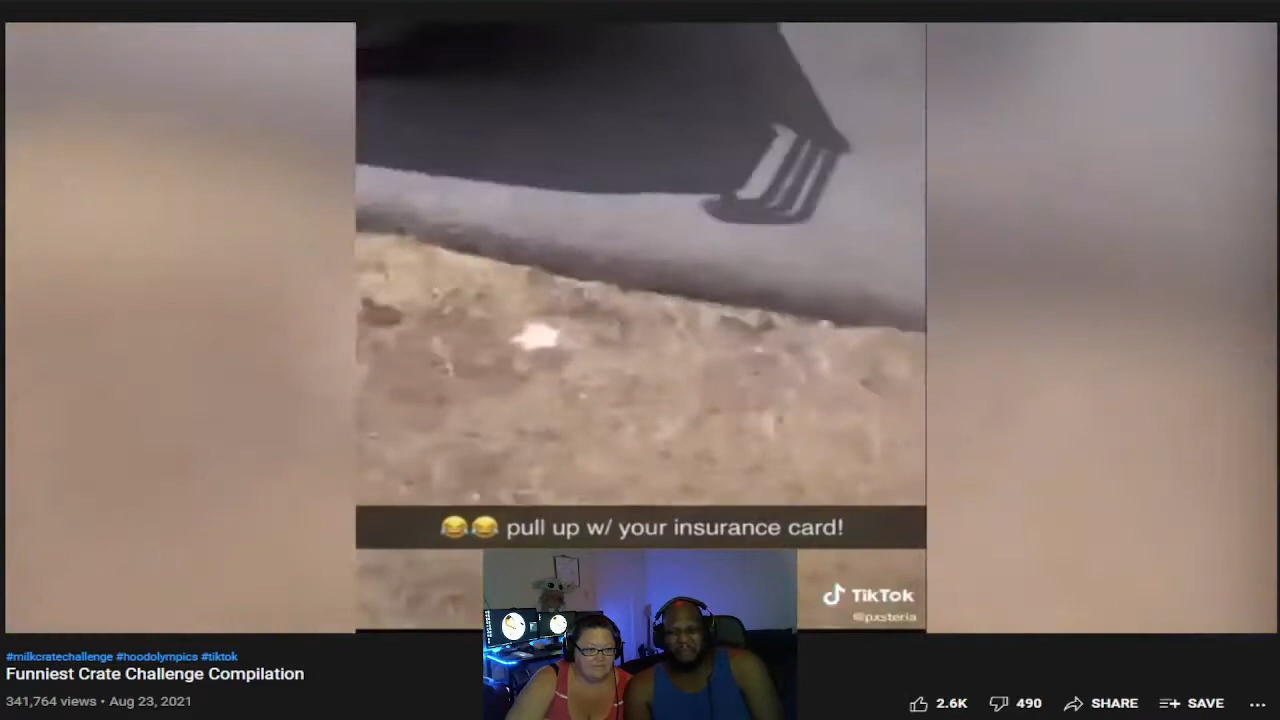 😂😂 pull up w/ your insurance card!
TikTok
@pxsteria
#milkcratechallenge #hoodolympics #tiktok
Funniest Crate Challenge Compilation
341,764 views • Aug 23, 2021
2.6K 490 SHARE SAVE ...